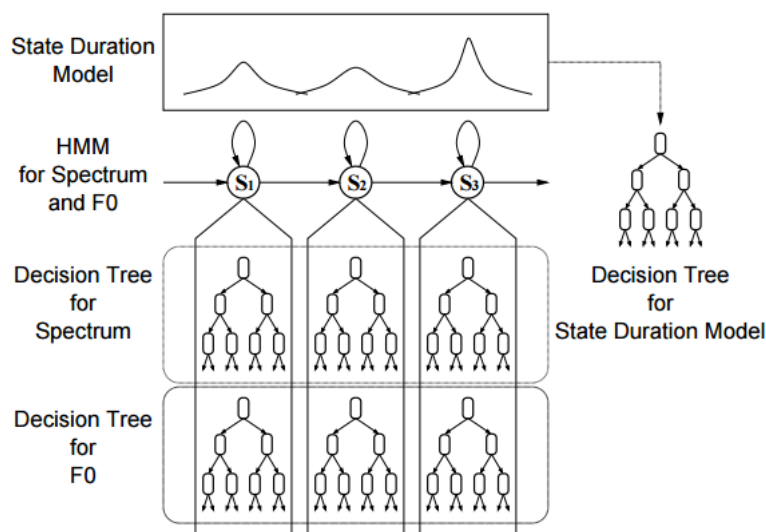 State Duration
Model
HMM
for Spectrum
and F0
S1
S2
S3
Decision Tree
for
Spectrum
Decision Tree
for
State Duration Model
Decision Tree
for
F0